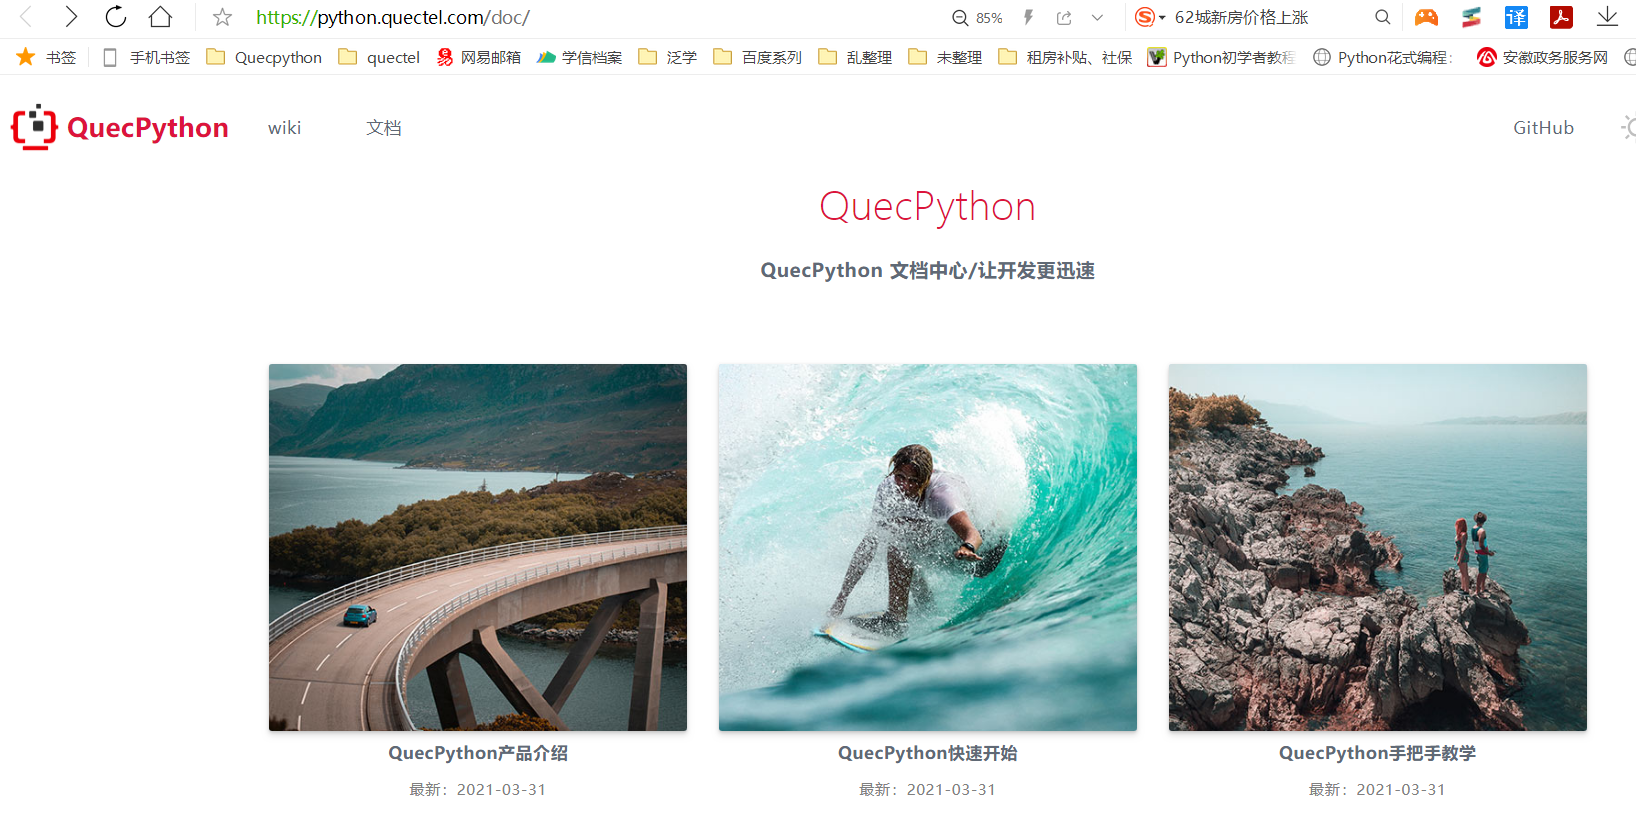 https://python.quectel.com/doc/
85%
62城新房价格上涨
译
书签
手机书签
Quecpython
quectel
网易邮箱
学信档案
泛学
百度系列
乱整理
未整理
租房补贴、社保
Python初学者教程
Python花式编程:
安徽政务服务网
QuecPython
wiki
文档
GitHub
QuecPython
QuecPython 文档中心/让开发更迅速
QuecPython产品介绍
最新：2021-03-31
QuecPython快速开始
最新：2021-03-31
QuecPython手把手教学
最新：2021-03-31